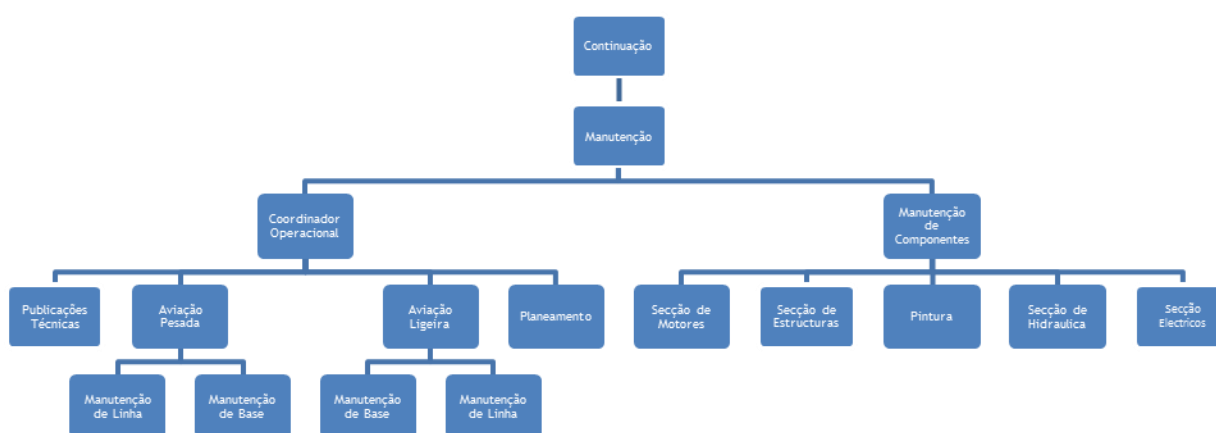 Continuação
Manutenção
Coordinador
Operacional
Manutenção
de
Componentes
Publicações
Técnicas
Aviação
Pesada
Aviação
Ligeira
Planeamento
Secção de
Motores
Secção de
Estructuras
Pintura
Secção de
Hidraulica
Secção
Electricos
Manutenção
de Linha
Manutenção
de Base
Manutenção
de Base
Manutenção
de Linha